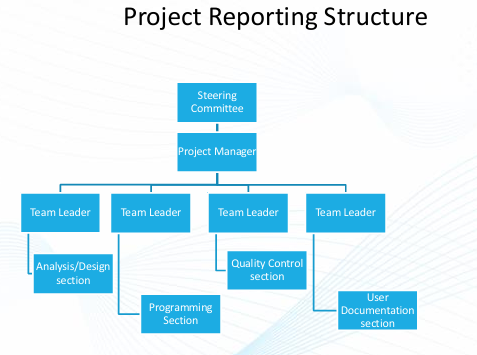 Project Reporting Structure
Steering
Committee
Project Manager
Team Leader
Team Leader
Team Leader
Team Leader
Analysis/Design
section
Quality Control
section
Programming
Section
User
Documentation
section